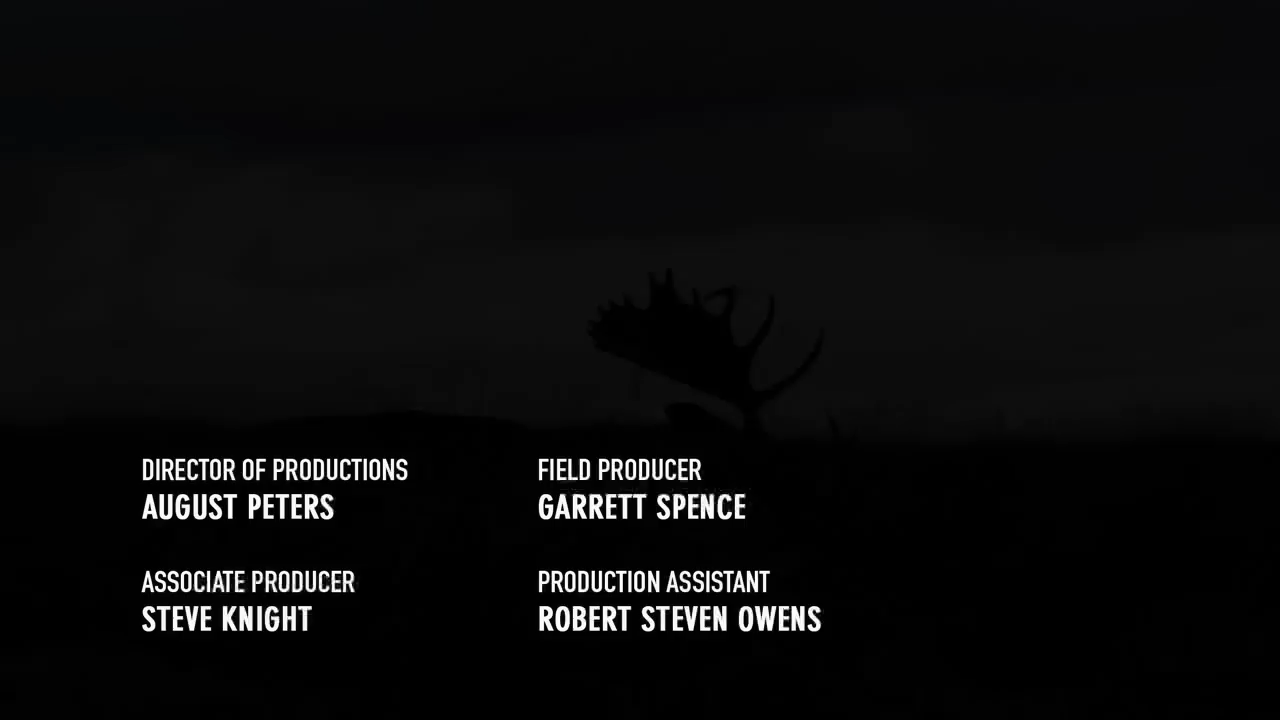 DIRECTOR OF PRODUCTIONS
AUGUST PETERS
FIELD PRODUCER
GARRETT SPENCE
ASSOCIATE PRODUCER
STEVE KNIGHT
PRODUCTION ASSISTANT
ROBERT STEVEN OWENS